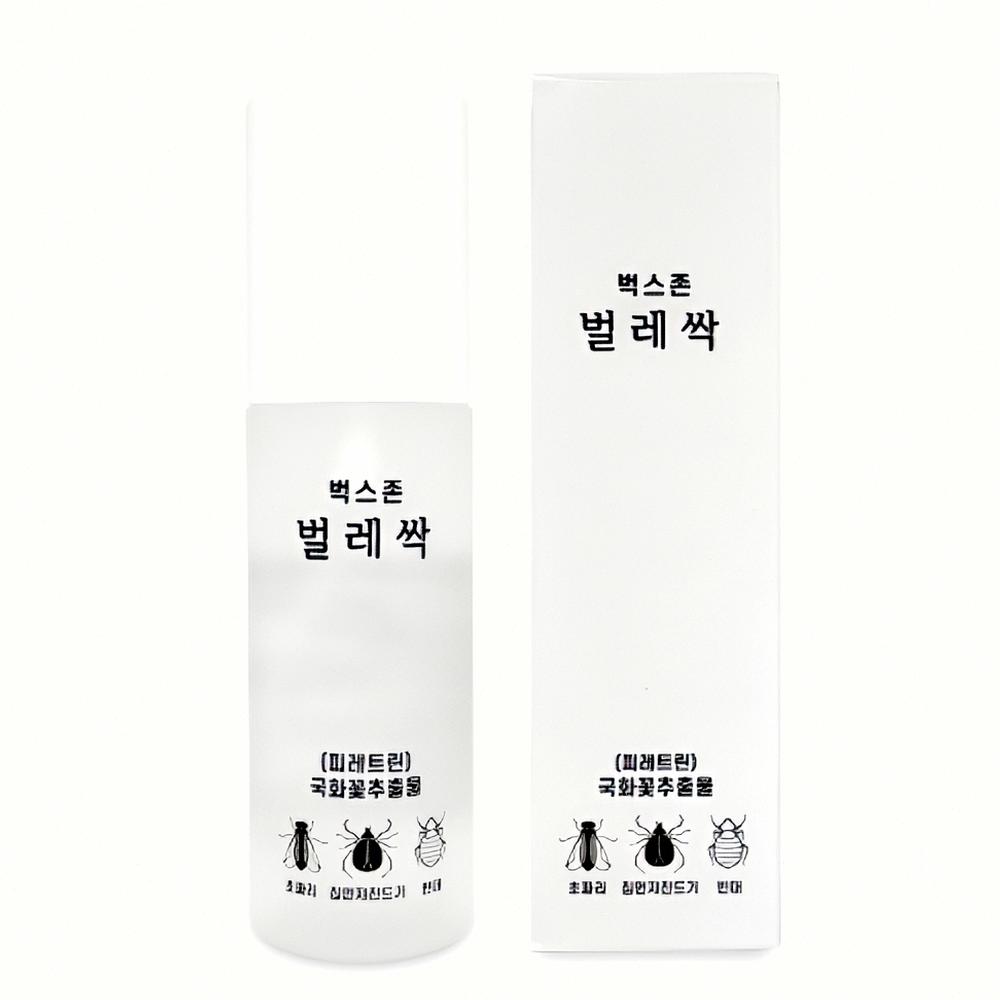 벅스존
벌레싹
(피레트린)
국화꽃추출물
초파리 집먼지진드기 빈대
벅스존
벌레싹
(피레트린)
국화꽃추출물
초파리 집먼지진드기 빈대